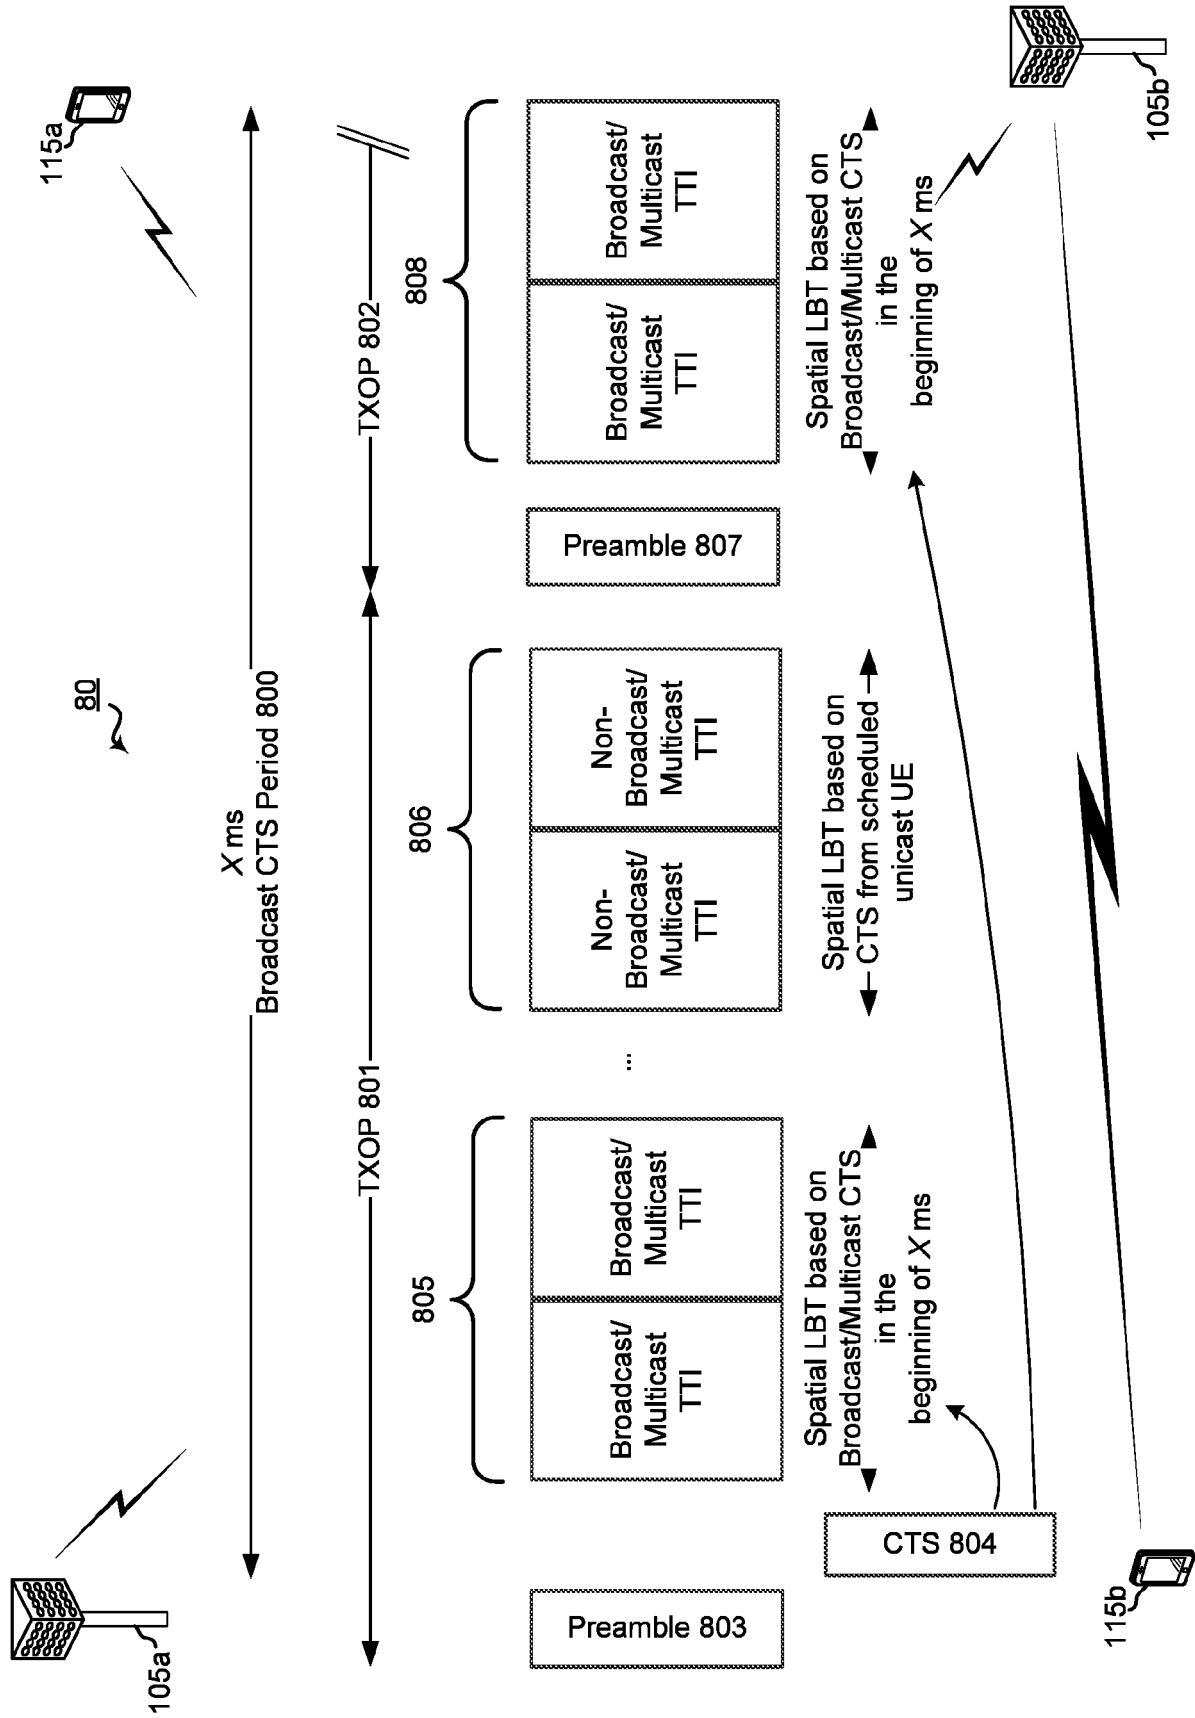 80
105a
115a
X ms
Broadcast CTS Period 800
TXOP 801
TXOP 802
805
806
808
Preamble 803
Broadcast/
Multicast
TTI
Broadcast/
Multicast
TTI
...
Non-
Broadcast/
Multicast
TTI
Non-
Broadcast/
Multicast
TTI
Preamble 807
Broadcast/
Multicast
TTI
Broadcast/
Multicast
TTI
CTS 804
Spatial LBT based on
Broadcast/Multicast CTS
in the
beginning of X ms
Spatial LBT based on
CTS from scheduled
unicast UE
Spatial LBT based on
Broadcast/Multicast CTS
in the
beginning of X ms
115b
105b